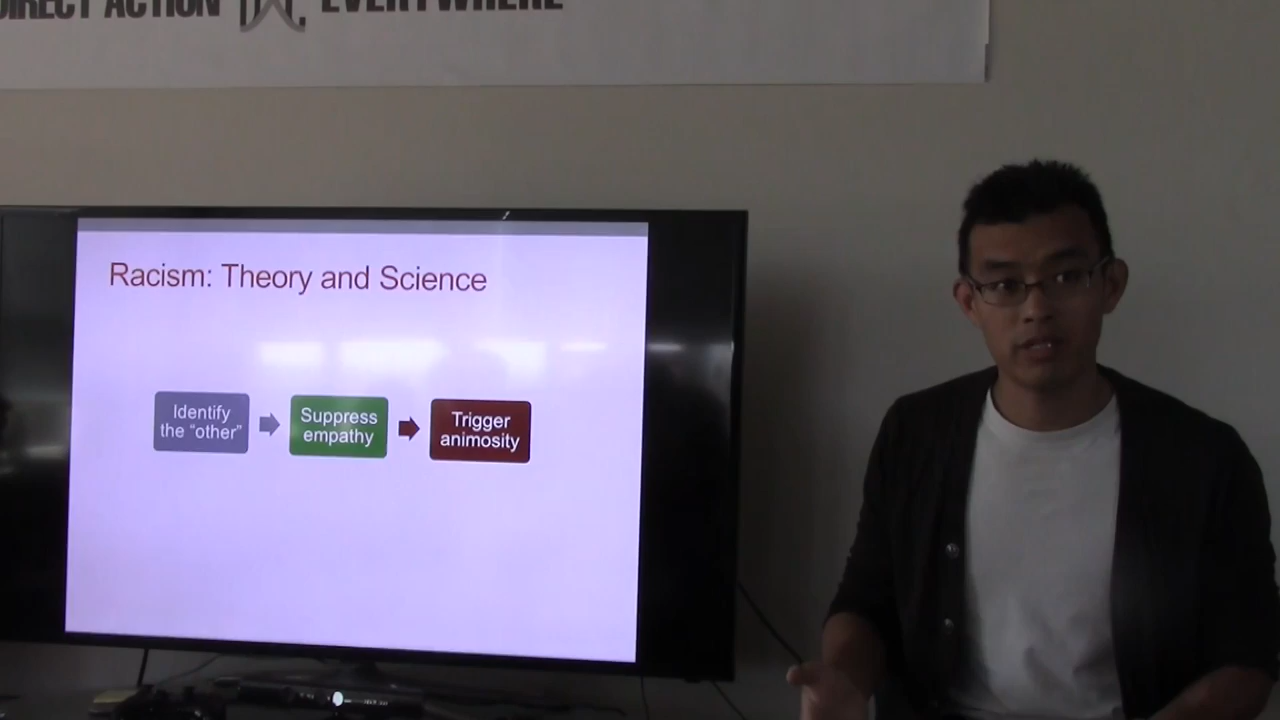 DIRECT ACTION EVERYWHERE
Racism: Theory and Science
Identify
the “other”
Suppress
empathy
Trigger
animosity